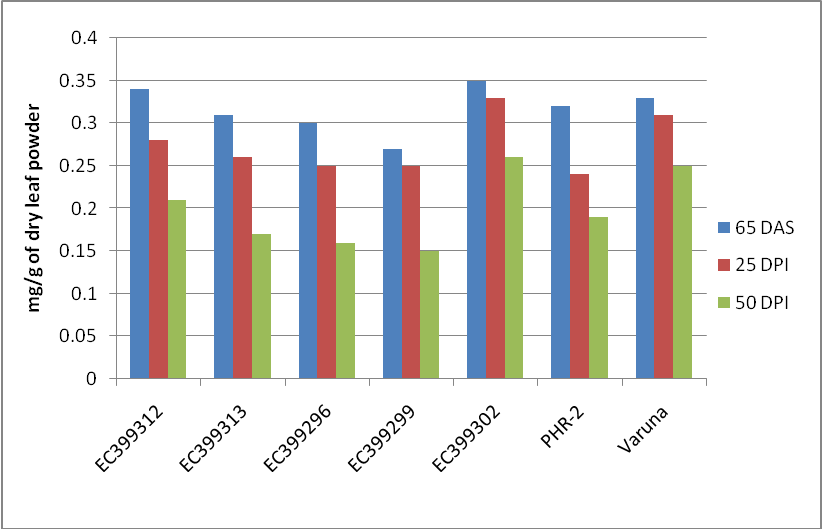 mg/g of dry leaf powder
0.4
0.35
0.3
0.25
0.2
0.15
0.1
0.05
0
EC399312
EC399313
EC399296
EC399299
EC399302
PHR-2
Varuna
65 DAS
25 DPI
50 DPI